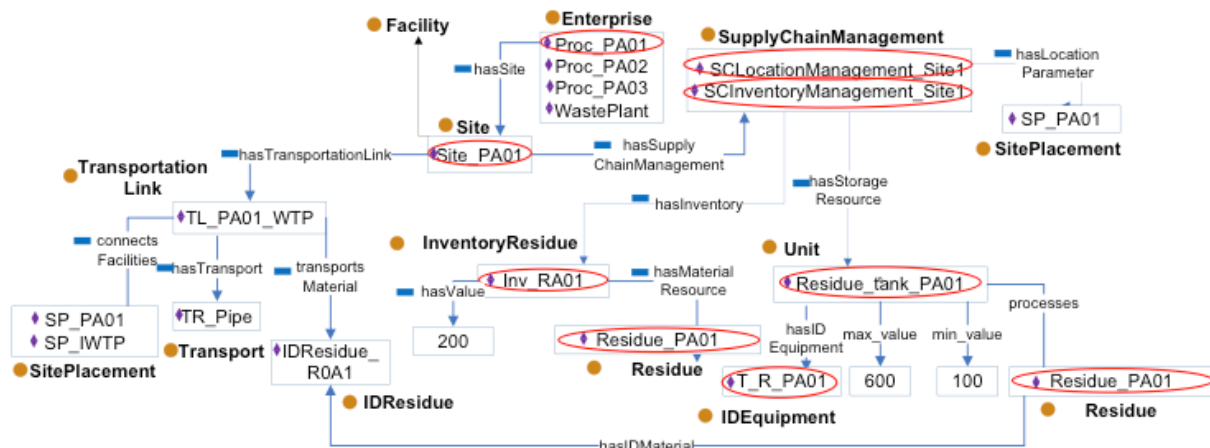 Facility
Enterprise
Proc_PA01
Proc_PA02
Proc_PA03
WastePlant
SupplyChainManagement
SCLocationManagement_Site1
SCInventoryManagement_Site1
hasLocation
Parameter
SP_PA01
SitePlacement
hasSite
Site
Site_PA01
hasTransportationLink
hasSupply
ChainManagement
Transportation
Link
TL_PA01_WTP
connects
Facilities
hasTransport
transports
Material
SP_PA01
SP_IWTP
SitePlacement
TR_Pipe
Transport
IDResidue_
R0A1
IDResidue
hasInventory
hasStorage
Resource
InventoryResidue
Inv_RA01
hasValue
200
hasMaterial
Resource
Residue_PA01
Residue
Unit
Residue_tank_PA01
hasID
Equipment
max_value
min_value
processes
T_R_PA01
IDEquipment
600
100
Residue_PA01
Residue
hasIDMaterial